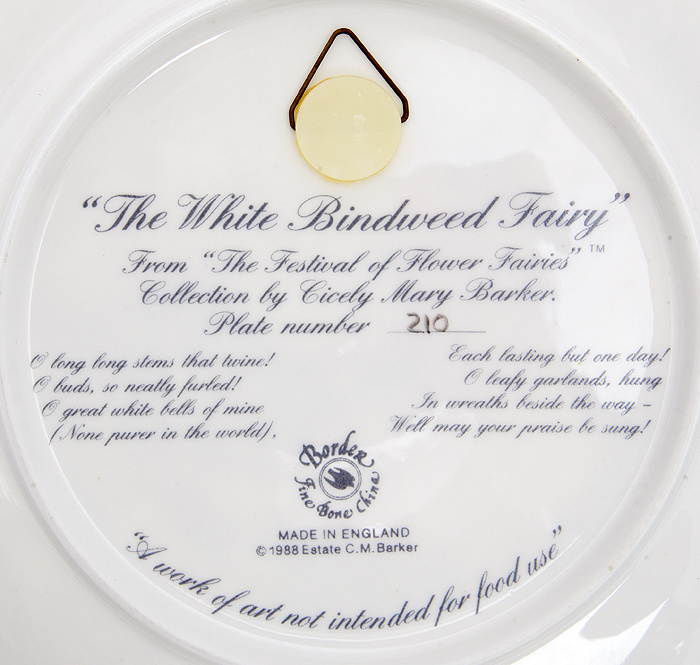 “The White Bindweed Fairy”
From “The Festival of Flower Fairies”™
Collection by Cicely Mary Barker.
Plate number 210
O long long stems that twine!
O buds, so neatly furled!
O great white bells of mine
(None purer in the world),
Each lasting but one day!
O leafy garlands, hung
In wreaths beside the way –
Well may your praise be sung!
Border
Fine Bone China
MADE IN ENGLAND
©1988 Estate C.M. Barker
“A work of art not intended for food use”